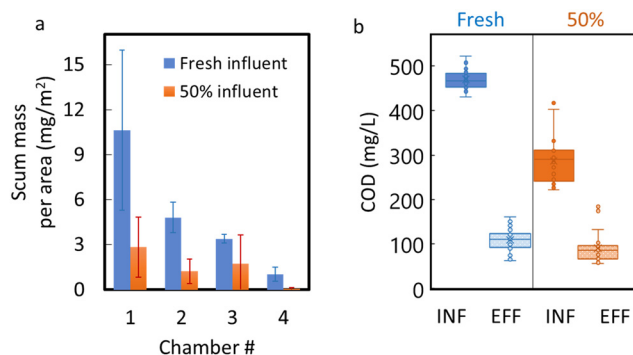 a
Scum mass
per area (mg/m²)
15
12
9
6
3
0
Fresh influent
50% influent
1 2 3 4
Chamber #
b
Fresh 50%
COD (mg/L)
500
400
300
200
100
0
INF EFF INF EFF